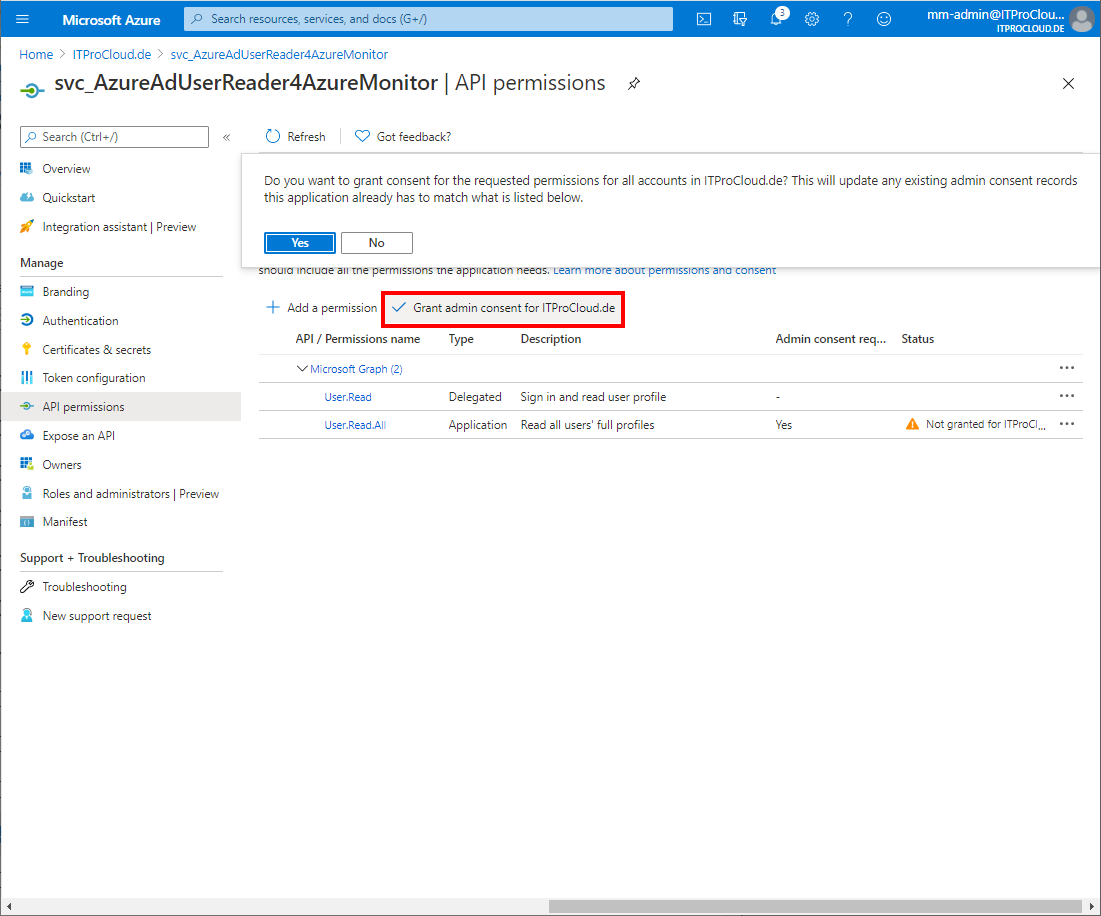 Microsoft Azure
Search resources, services, and docs (G+/)
3
mm-admin@ITProClou...
ITPROCLOUD.DE
Home > ITProCloud.de > svc_AzureAdUserReader4AzureMonitor
svc_AzureAdUserReader4AzureMonitor | API permissions
Search (Ctrl+/)
«
Refresh
Got feedback?
Overview
Quickstart
Integration assistant | Preview
Manage
Branding
Authentication
Certificates & secrets
Token configuration
API permissions
Expose an API
Owners
Roles and administrators | Preview
Manifest
Support + Troubleshooting
Troubleshooting
New support request
Do you want to grant consent for the requested permissions for all accounts in ITProCloud.de? This will update any existing admin consent records
this application already has to match what is listed below.
Yes
No
should include all the permissions the application needs. Learn more about permissions and consent
Add a permission
Grant admin consent for ITProCloud.de
API / Permissions name Type Description Admin consent req... Status
Microsoft Graph (2)
User.Read Delegated Sign in and read user profile -
User.Read.All Application Read all users' full profiles Yes Not granted for ITProCl...